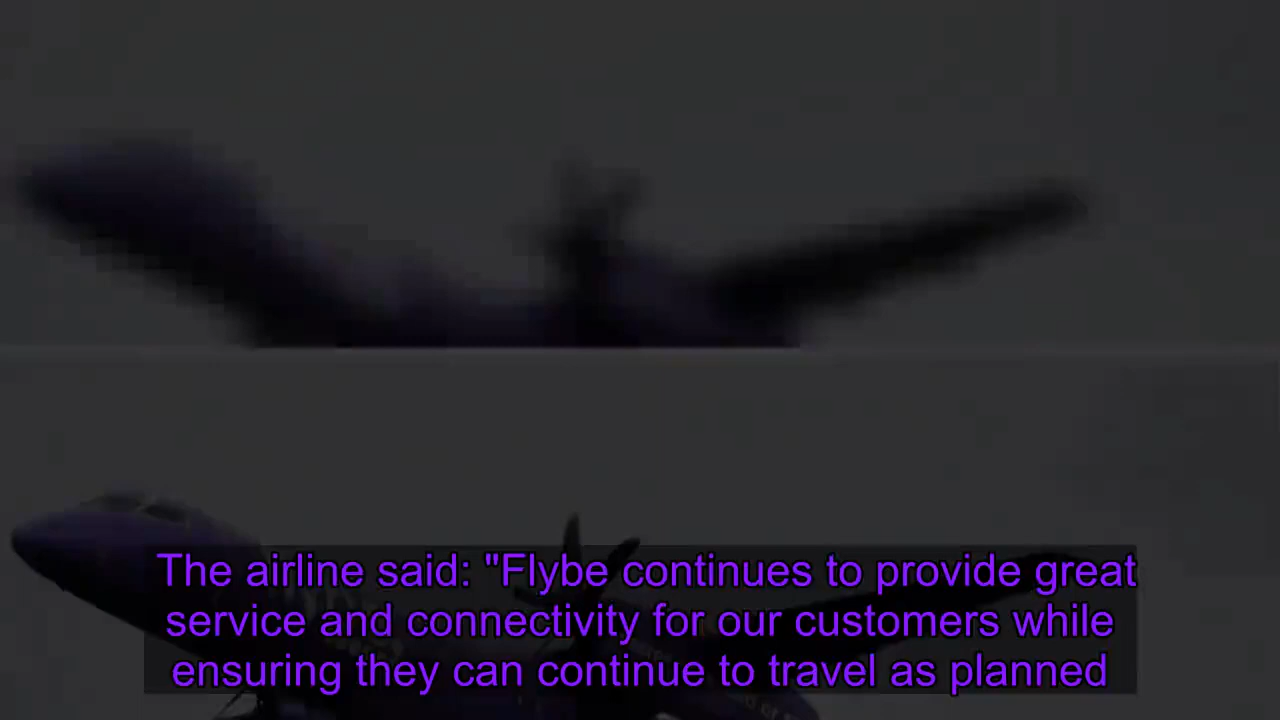 The airline said: "Flybe continues to provide great
service and connectivity for our customers while
ensuring they can continue to travel as planned